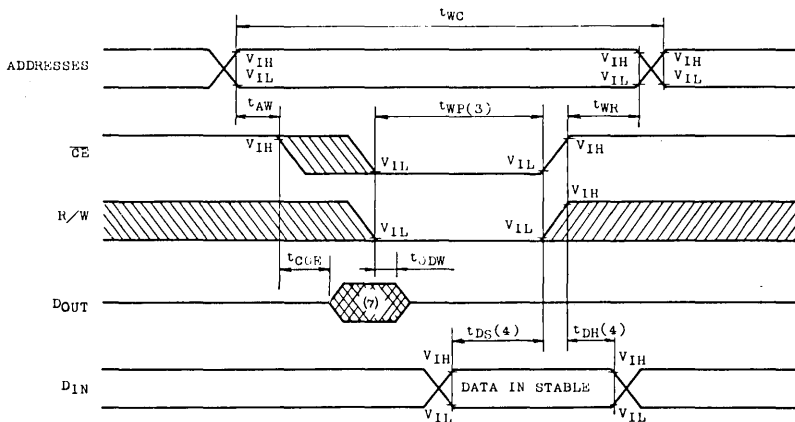 tWC
ADDRESSES
VIH VIH VIH
VIL VIL VIL
tAW tWP(3) tWR
CE VIH VIL VIL VIH
R/W VIL VIL VIH
tCOE tODW
DOUT (7)
tDS(4) tDH(4)
VIH VIH
DIN DATA IN STABLE
VIL VIL